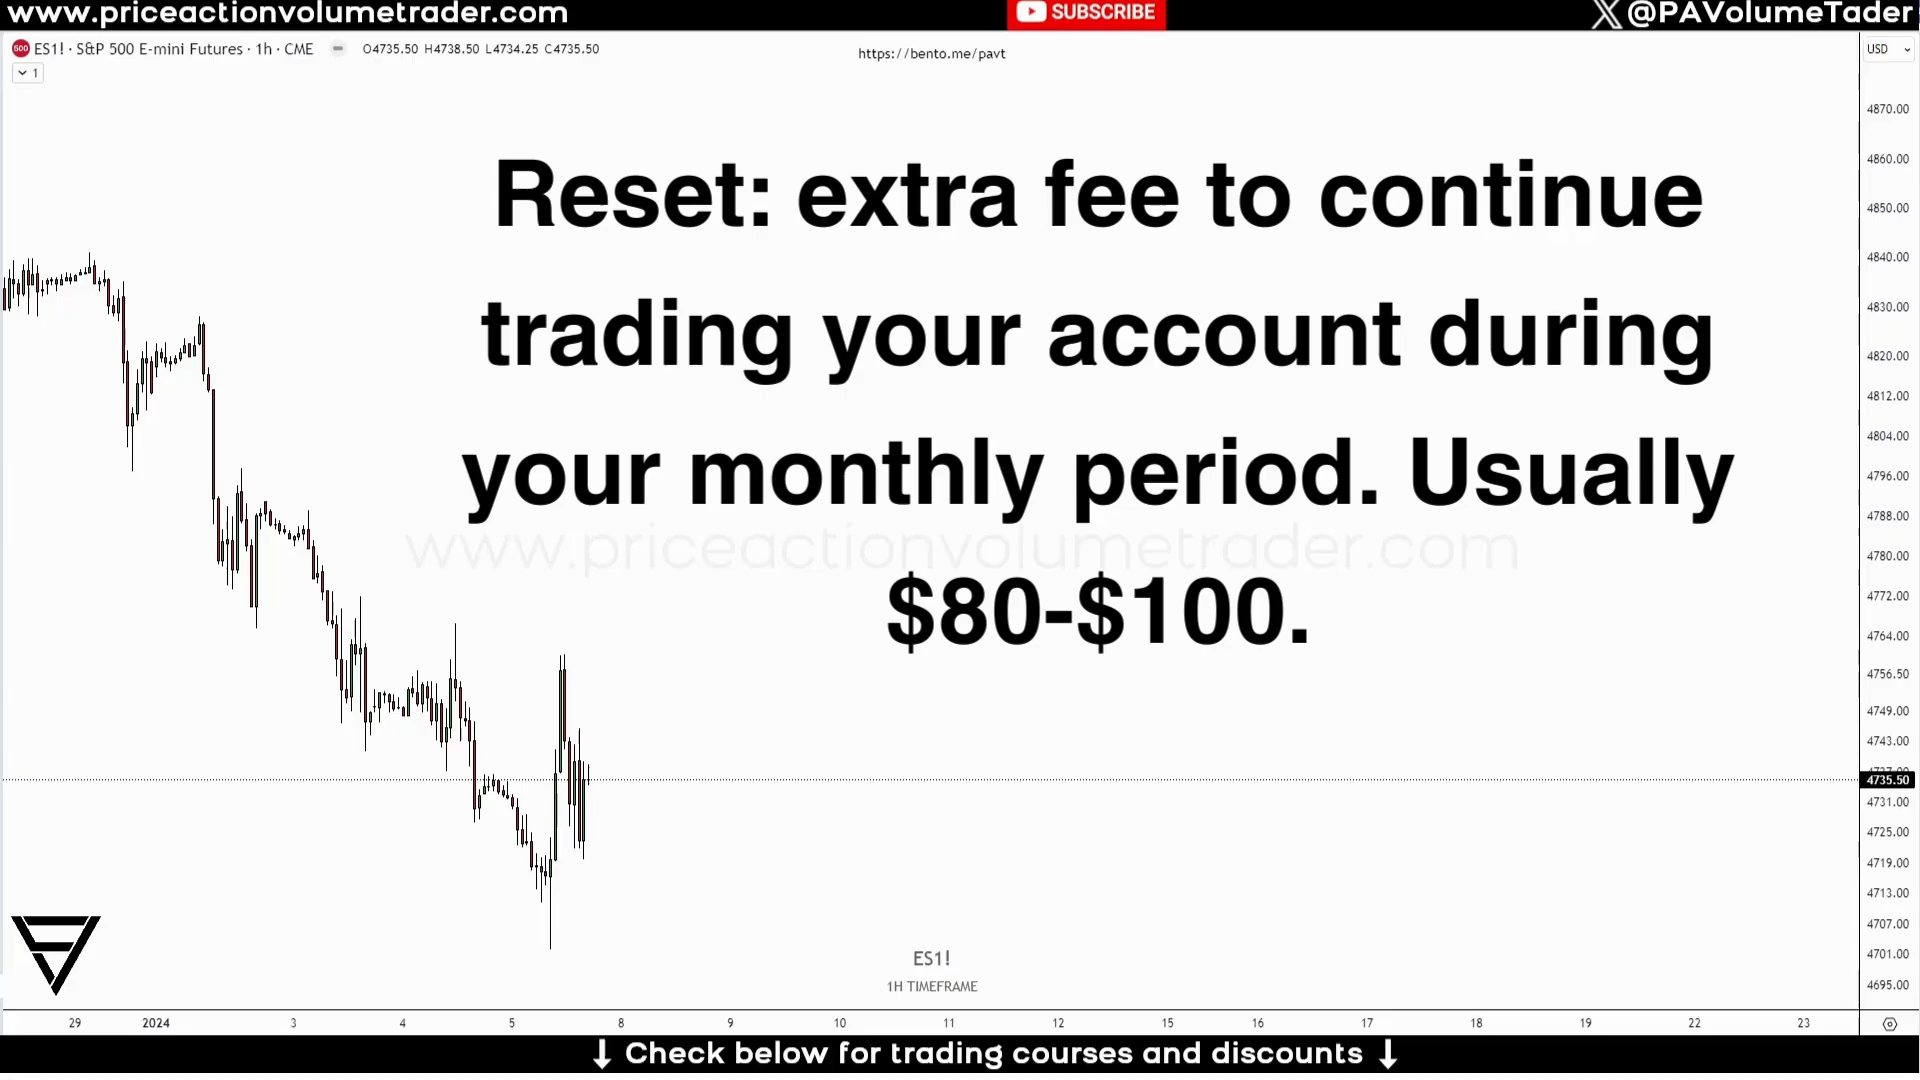 www.priceactionvolumetrader.com
SUBSCRIBE
@PAVolumeTader
500 ES1! · S&P 500 E-mini Futures · 1h · CME O4735.50 H4738.50 L4734.25 C4735.50
https://bento.me/pavt
USD
1
Reset: extra fee to continue
trading your account during
your monthly period. Usually
$80-$100.
www.priceactionvolumetrader.com
4870.00
4860.00
4850.00
4840.00
4830.00
4820.00
4812.00
4804.00
4796.00
4788.00
4780.00
4772.00
4764.00
4756.50
4749.00
4743.00
4735.50
4731.00
4725.00
4719.00
4713.00
4707.00
4701.00
4695.00
ES1!
1H TIMEFRAME
29 2024 3 4 5 8 9 10 11 12 15 16 17 18 19 22 23
↓ Check below for trading courses and discounts ↓